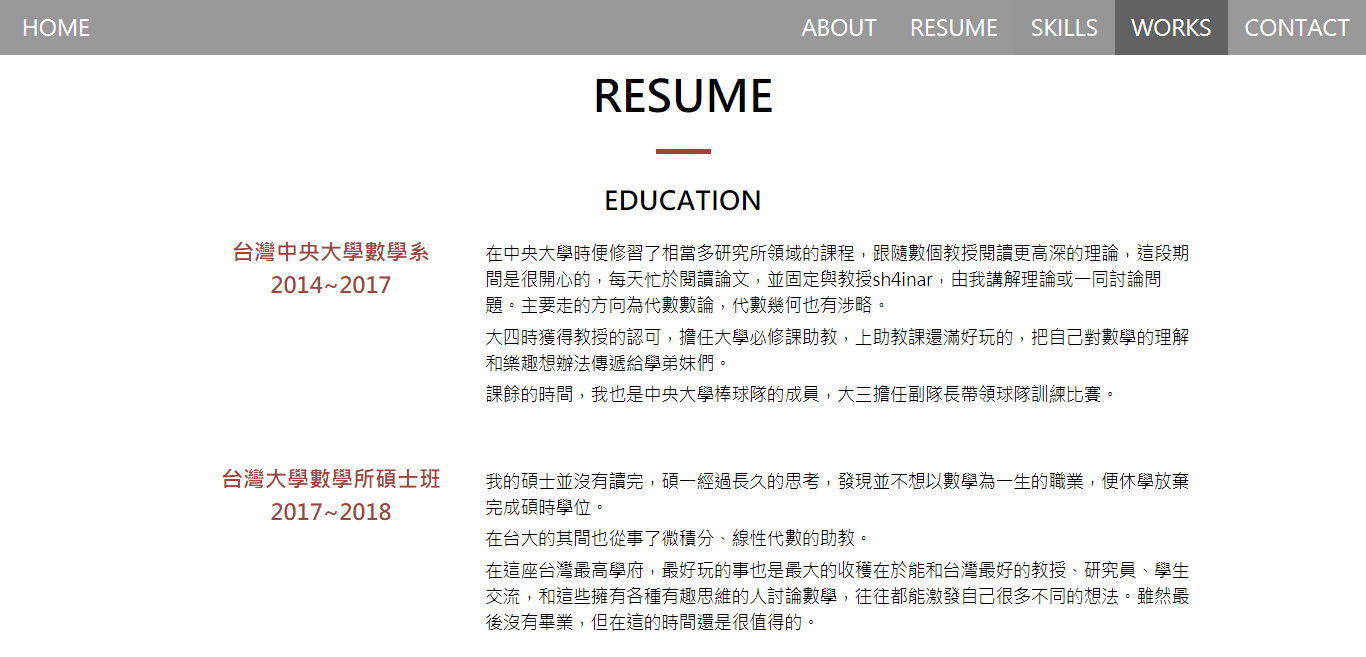 HOME ABOUT RESUME SKILLS WORKS CONTACT
RESUME
EDUCATION
台灣中央大學數學系
2014~2017
在中央大學時便修習了相當多研究所領域的課程，跟隨數個教授閱讀更高深的理論，這段期
間是很開心的，每天忙於閱讀論文，並固定與教授sh4inar，由我講解理論或一同討論問
題。主要走的方向為代數數論，代數幾何也有涉略。
大四時獲得教授的認可，擔任大學必修課助教，上助教課還滿好玩的，把自己對數學的理解
和樂趣想辦法傳遞給學弟妹們。
課餘的時間，我也是中央大學棒球隊的成員，大三擔任副隊長帶領球隊訓練比賽。
台灣大學數學所碩士班
2017~2018
我的碩士並沒有讀完，碩一經過長久的思考，發現並不想以數學為一生的職業，便休學放棄
完成碩時學位。
在台大的其間也從事了微積分、線性代數的助教。
在這座台灣最高學府，最好玩的事也是最大的收穫在於能和台灣最好的教授、研究員、學生
交流，和這些擁有各種有趣思維的人討論數學，往往都能激發自己很多不同的想法。雖然最
後沒有畢業，但在這的時間還是很值得的。